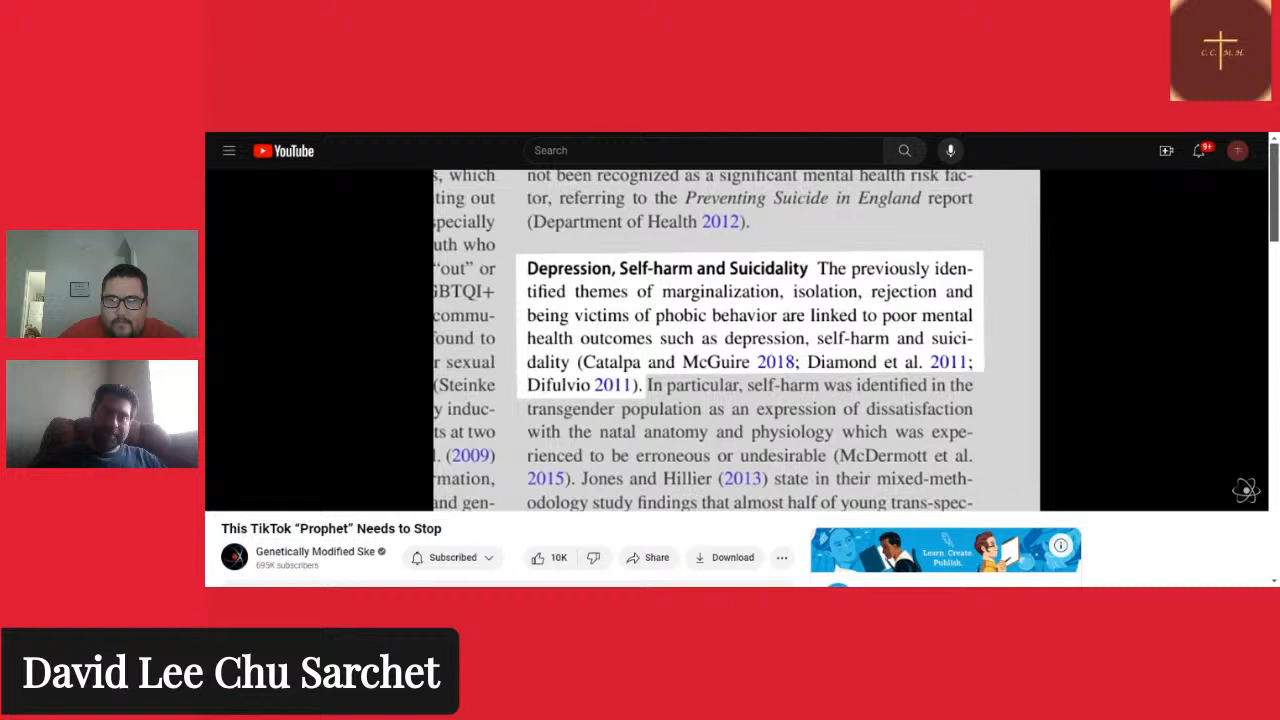 C. C. M. H.
YouTube
Search
9+
s, which
ting out
specially
uth who
"out" or
GBTQI+
commu-
found to
r sexual
(Steinke
y induc-
ts at two
. (2009)
rmation,
and gen-
not been recognized as a significant mental health risk fac-
tor, referring to the Preventing Suicide in England report
(Department of Health 2012).
Depression, Self-harm and Suicidality The previously iden-
tified themes of marginalization, isolation, rejection and
being victims of phobic behavior are linked to poor mental
health outcomes such as depression, self-harm and suici-
dality (Catalpa and McGuire 2018; Diamond et al. 2011;
Difulvio 2011). In particular, self-harm was identified in the
transgender population as an expression of dissatisfaction
with the natal anatomy and physiology which was expe-
rienced to be erroneous or undesirable (McDermott et al.
2015). Jones and Hillier (2013) state in their mixed-meth-
odology study findings that almost half of young trans-spec-
This TikTok “Prophet” Needs to Stop
Genetically Modified Ske
695K subscribers
Subscribed
10K
Share
Download
Learn. Create.
Publish.
David Lee Chu Sarchet